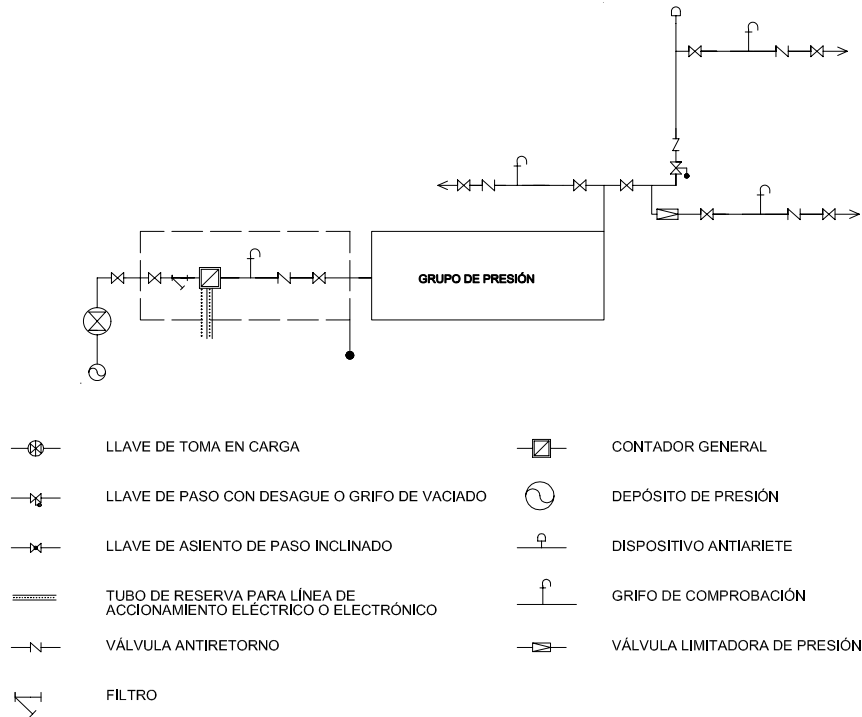 GRUPO DE PRESIÓN
LLAVE DE TOMA EN CARGA
LLAVE DE PASO CON DESAGUE O GRIFO DE VACIADO
LLAVE DE ASIENTO DE PASO INCLINADO
TUBO DE RESERVA PARA LÍNEA DE
ACCIONAMIENTO ELÉCTRICO O ELECTRÓNICO
VÁLVULA ANTIRETORNO
FILTRO
CONTADOR GENERAL
DEPÓSITO DE PRESIÓN
DISPOSITIVO ANTIARIETE
GRIFO DE COMPROBACIÓN
VÁLVULA LIMITADORA DE PRESIÓN